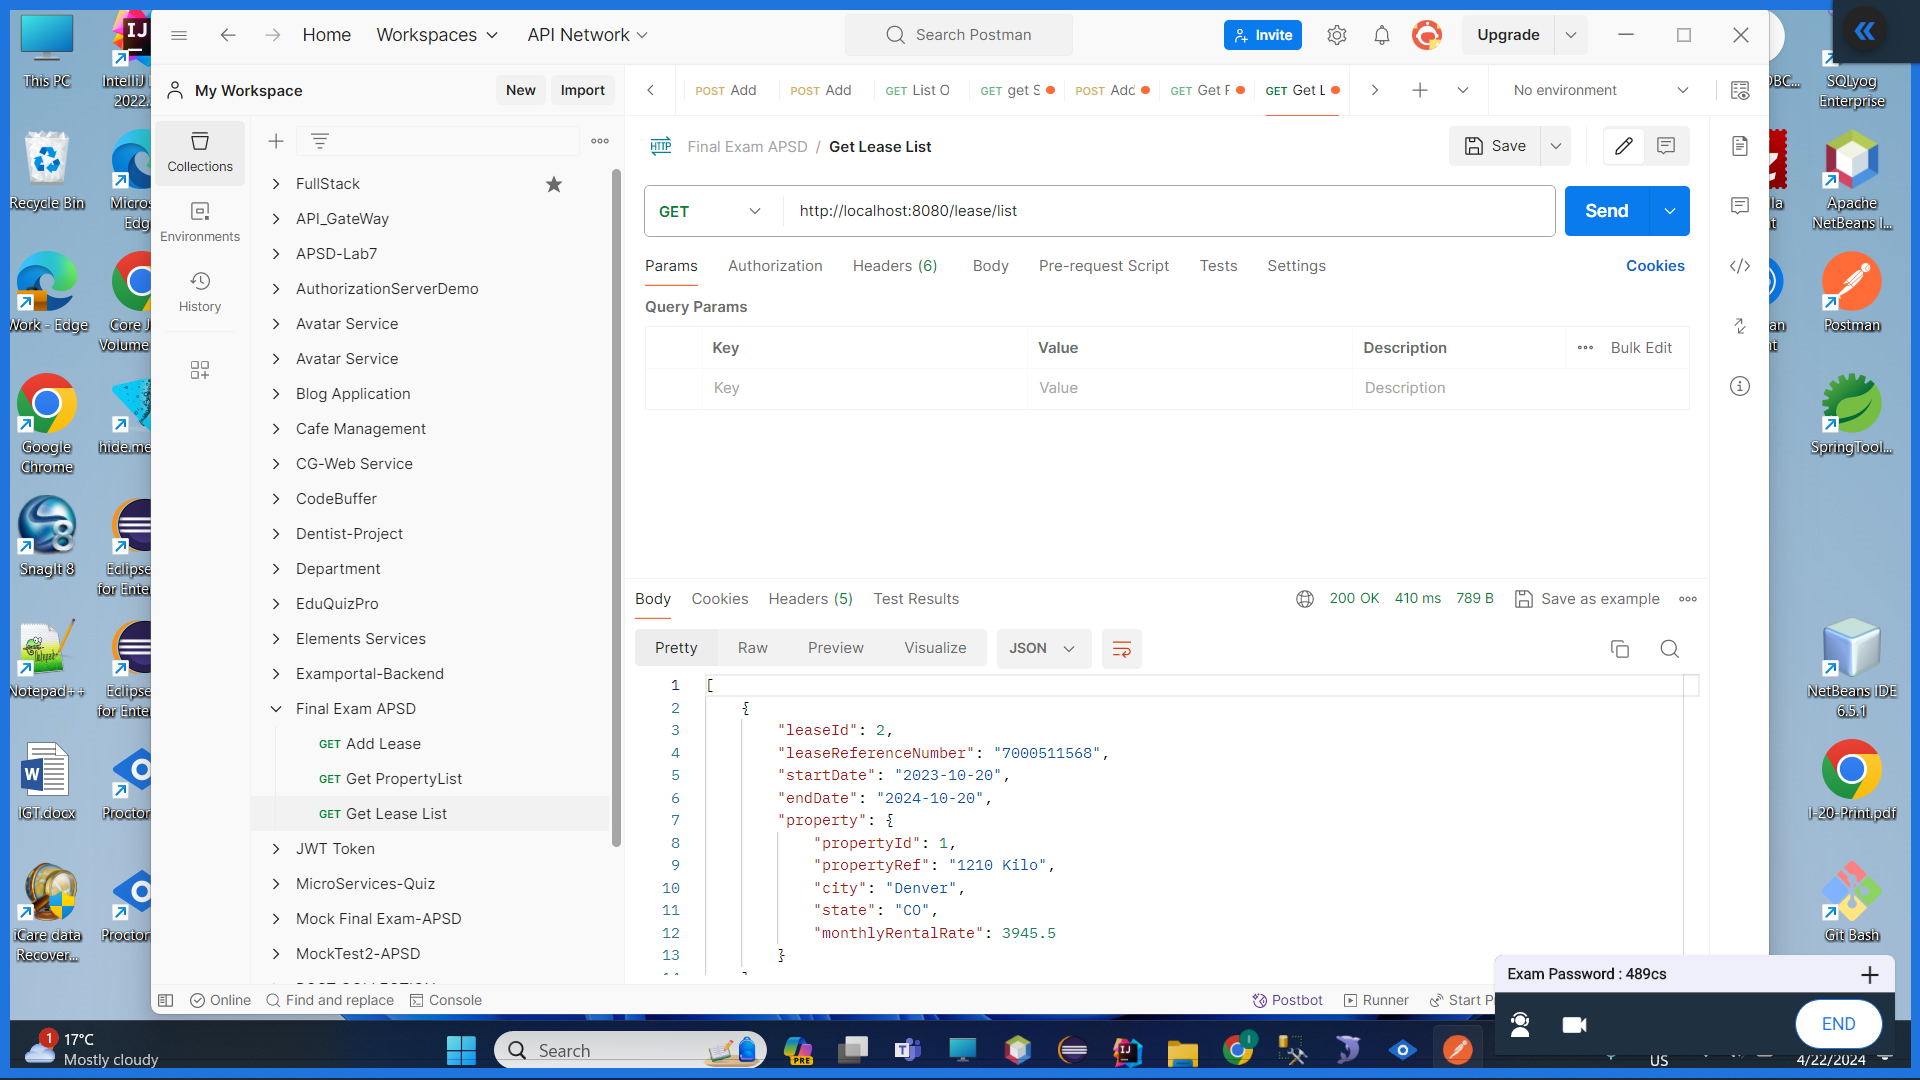 This PC
IntelliJ
2022.
Recycle Bin
Micros
Edg
Work - Edge
Core J
Volume
Google
Chrome
hide.me
SnagIt 8
Eclipse
for Ente
Notepad++
Eclipse
for Ente
IGT.docx
Proctor
iCare data
Recover...
Proctor
Home
Workspaces
API Network
Search Postman
Invite
Upgrade
My Workspace
New
Import
POST Add
POST Add
GET List O
GET get S
POST Add
GET Get P
GET Get L
No environment
Collections
Environments
History
FullStack
API_GateWay
APSD-Lab7
AuthorizationServerDemo
Avatar Service
Avatar Service
Blog Application
Cafe Management
CG-Web Service
CodeBuffer
Dentist-Project
Department
EduQuizPro
Elements Services
Examportal-Backend
Final Exam APSD
GET Add Lease
GET Get PropertyList
GET Get Lease List
JWT Token
MicroServices-Quiz
Mock Final Exam-APSD
MockTest2-APSD
HTTP Final Exam APSD / Get Lease List
Save
GET http://localhost:8080/lease/list
Send
Params Authorization Headers (6) Body Pre-request Script Tests Settings Cookies
Query Params
Key Value Description Bulk Edit
Key Value Description
Body Cookies Headers (5) Test Results
200 OK 410 ms 789 B Save as example
Pretty Raw Preview Visualize JSON
1 [
2 {
3 "leaseId": 2,
4 "leaseReferenceNumber": "7000511568",
5 "startDate": "2023-10-20",
6 "endDate": "2024-10-20",
7 "property": {
8 "propertyId": 1,
9 "propertyRef": "1210 Kilo",
10 "city": "Denver",
11 "state": "CO",
12 "monthlyRentalRate": 3945.5
13 }
Online Find and replace Console
Postbot Runner Start P
SQLyog
Enterprise
Apache
NetBeans I...
Postman
SpringTool...
NetBeans IDE
6.5.1
I-20-Print.pdf
Git Bash
Exam Password : 489cs
END
1
17°C
Mostly cloudy
Search
PRE
US
4/22/2024